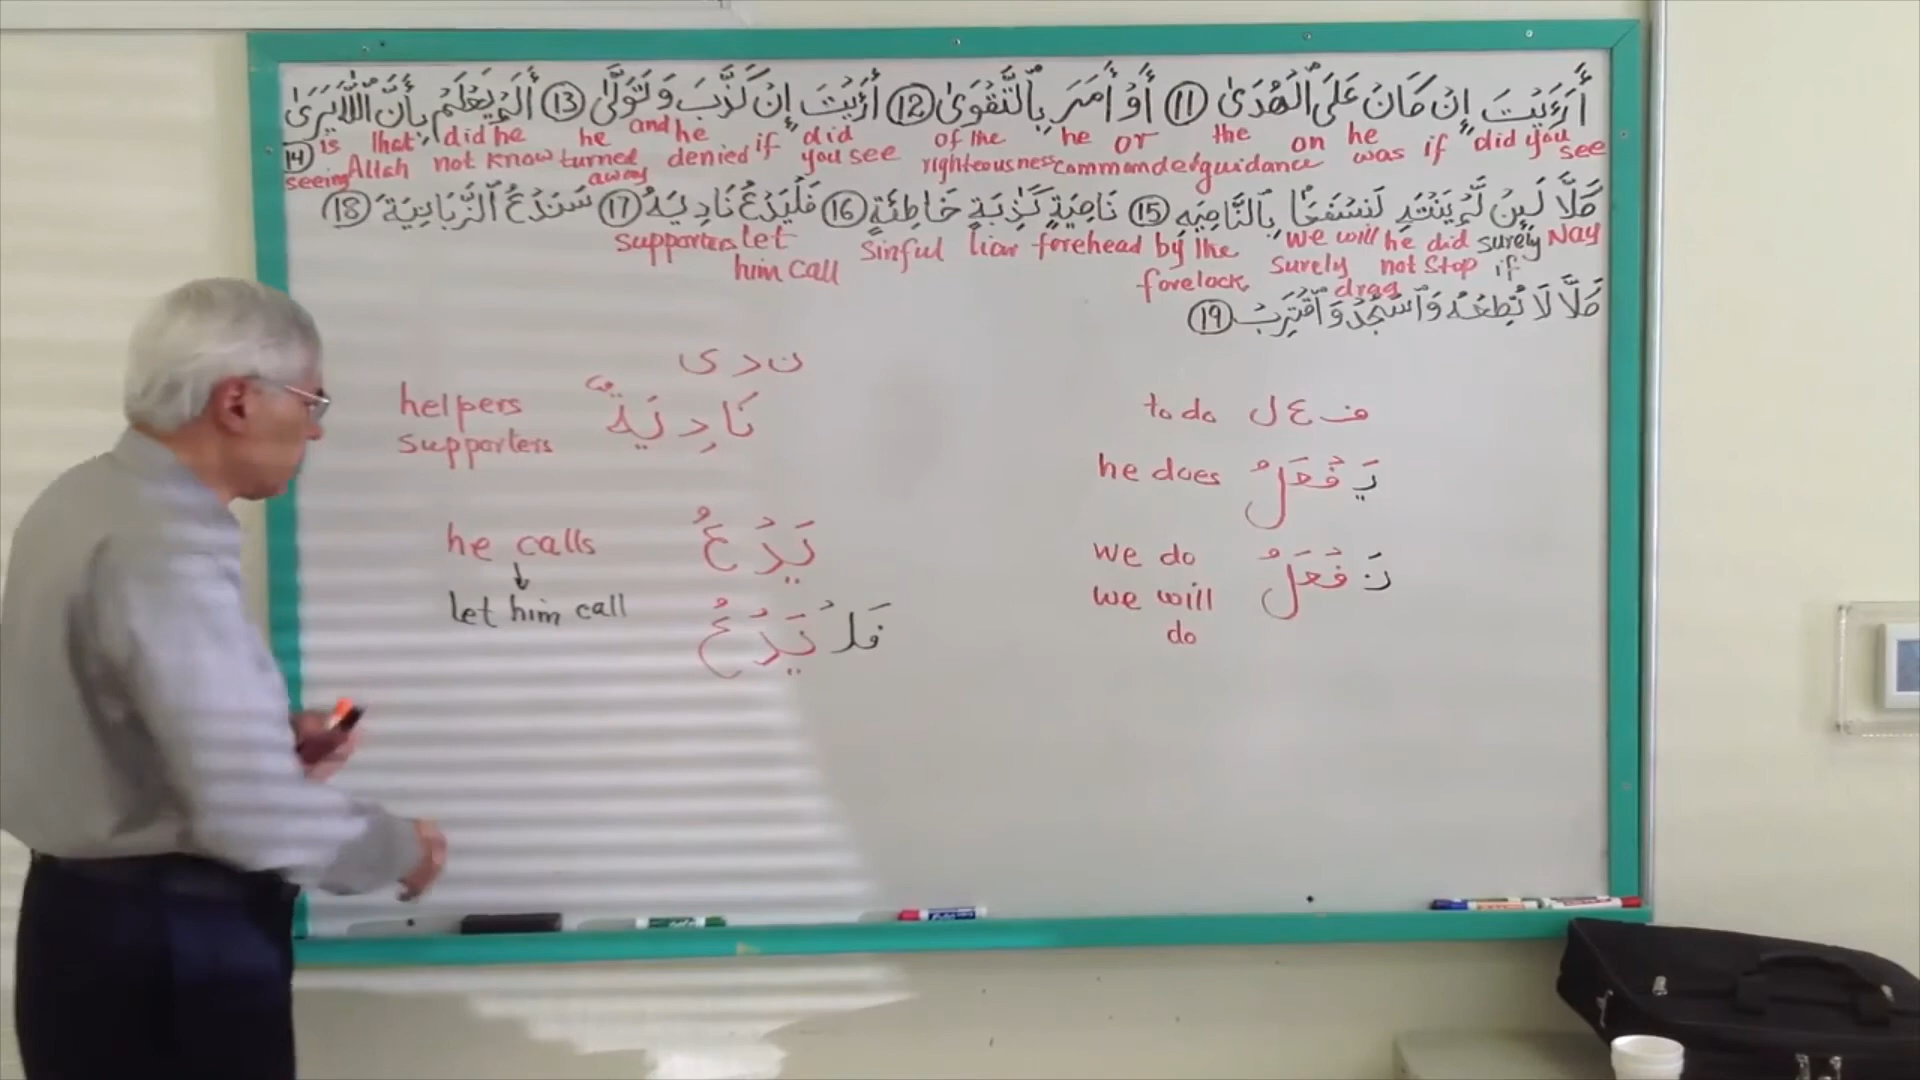 أَرَءَيْتَ إِن كَانَ عَلَى ٱلْهُدَىٰ ⑪ أَوْ أَمَرَ بِٱلتَّقْوَىٰ ⑫ أَرَءَيْتَ إِن كَذَّبَ وَتَوَلَّىٰ ⑬ أَلَمْ يَعْلَم بِأَنَّ ٱللَّهَ يَرَىٰ
is that did he he and he if "did of the he or the on he if "did you
⑭ seeing Allah not know turned away denied you see righteousness commanded guidance was see
كَلَّا لَئِن لَّمْ يَنتَهِ لَنَسْفَعًا بِٱلنَّاصِيَةِ ⑮ نَاصِيَةٍ كَٰذِبَةٍ خَاطِئَةٍ ⑯ فَلْيَدْعُ نَادِيَهُ ⑰ سَنَدْعُ ٱلزَّبَانِيَةَ ⑱
supporters let sinful liar forehead by the "we will he did surely Nay
him call forelock surely not stop if
drag
كَلَّا لَا تُطِعْهُ وَٱسْجُدْ وَٱقْتَرِب ⑲
ن د ى
helpers نَادِيَة
supporters
he calls يَدْعُ
let him call فَلْيَدْعُ
to do ف ع ل
he does يَفْعَلُ
we do نَفْعَلُ
we will
do